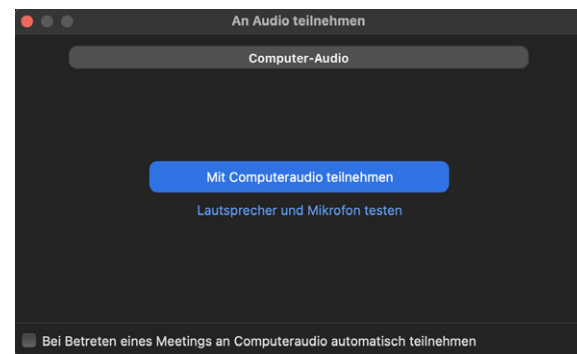 An Audio teilnehmen
Computer-Audio
Mit Computeraudio teilnehmen
Lautsprecher und Mikrofon testen
Bei Betreten eines Meetings an Computeraudio automatisch teilnehmen